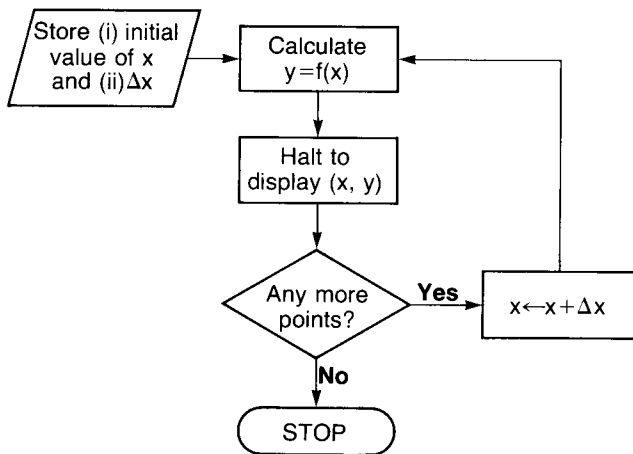 Store (i) initial
value of x
and (ii)Δx
Calculate
y=f(x)
Halt to
display (x, y)
Any more
points?
Yes
x←x+Δx
No
STOP